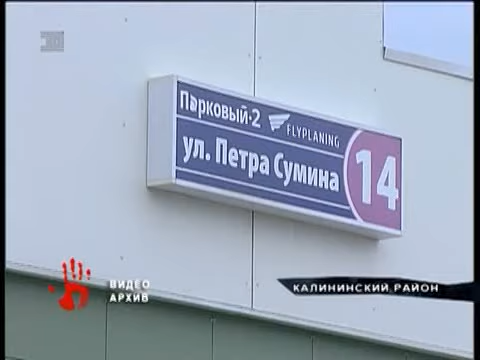 Парковый-2
FLYPLANING
ул. Петра Сумина
14
ВИДЕО
АРХИВ
КАЛИНИНСКИЙ РАЙОН